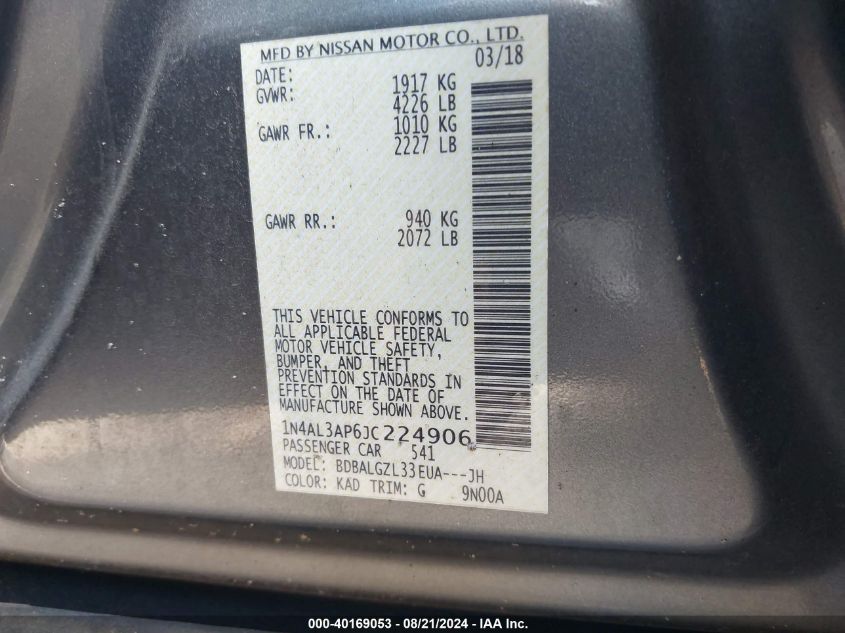 MFD BY NISSAN MOTOR CO., LTD.
DATE: 03/18
GVWR: 1917 KG
4226 LB
GAWR FR.: 1010 KG
2227 LB
GAWR RR.: 940 KG
2072 LB
THIS VEHICLE CONFORMS TO
ALL APPLICABLE FEDERAL
MOTOR VEHICLE SAFETY,
BUMPER, AND THEFT
PREVENTION STANDARDS IN
EFFECT ON THE DATE OF
MANUFACTURE SHOWN ABOVE.
1N4AL3AP6JC224906
PASSENGER CAR 541
MODEL: BDBALGZL33EUA---JH
COLOR: KAD TRIM: G 9N00A
000-40169053 - 08/21/2024 - www.iaai.com